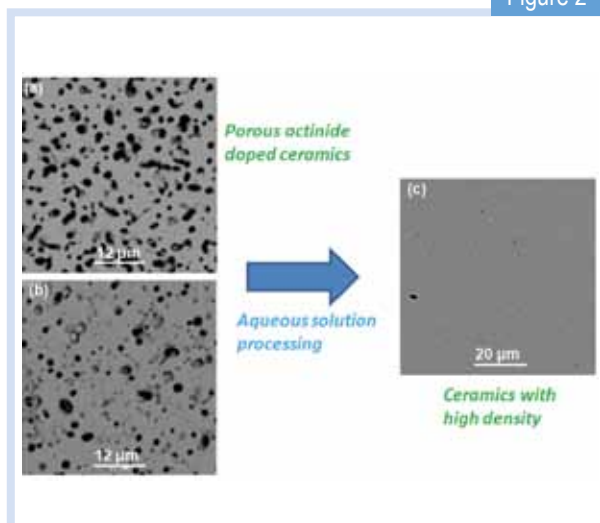 Figure 2
(a)
Porous actinide
doped ceramics
12 µm
(b)
12 µm
Aqueous solution
processing
(c)
20 µm
Ceramics with
high density